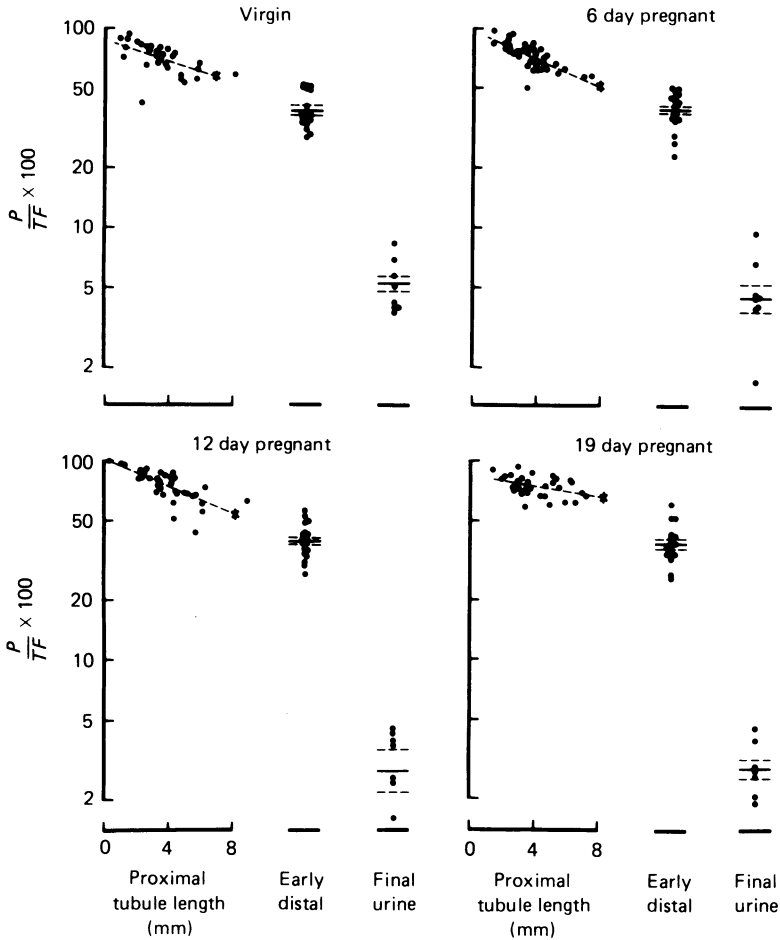 Virgin
6 day pregnant
100
50
20
10
5
2
P/TF × 100
12 day pregnant
19 day pregnant
100
50
20
10
5
2
P/TF × 100
0 4 8
0 4 8
Proximal
tubule length
(mm)
Early
distal
Final
urine
Proximal
tubule length
(mm)
Early
distal
Final
urine